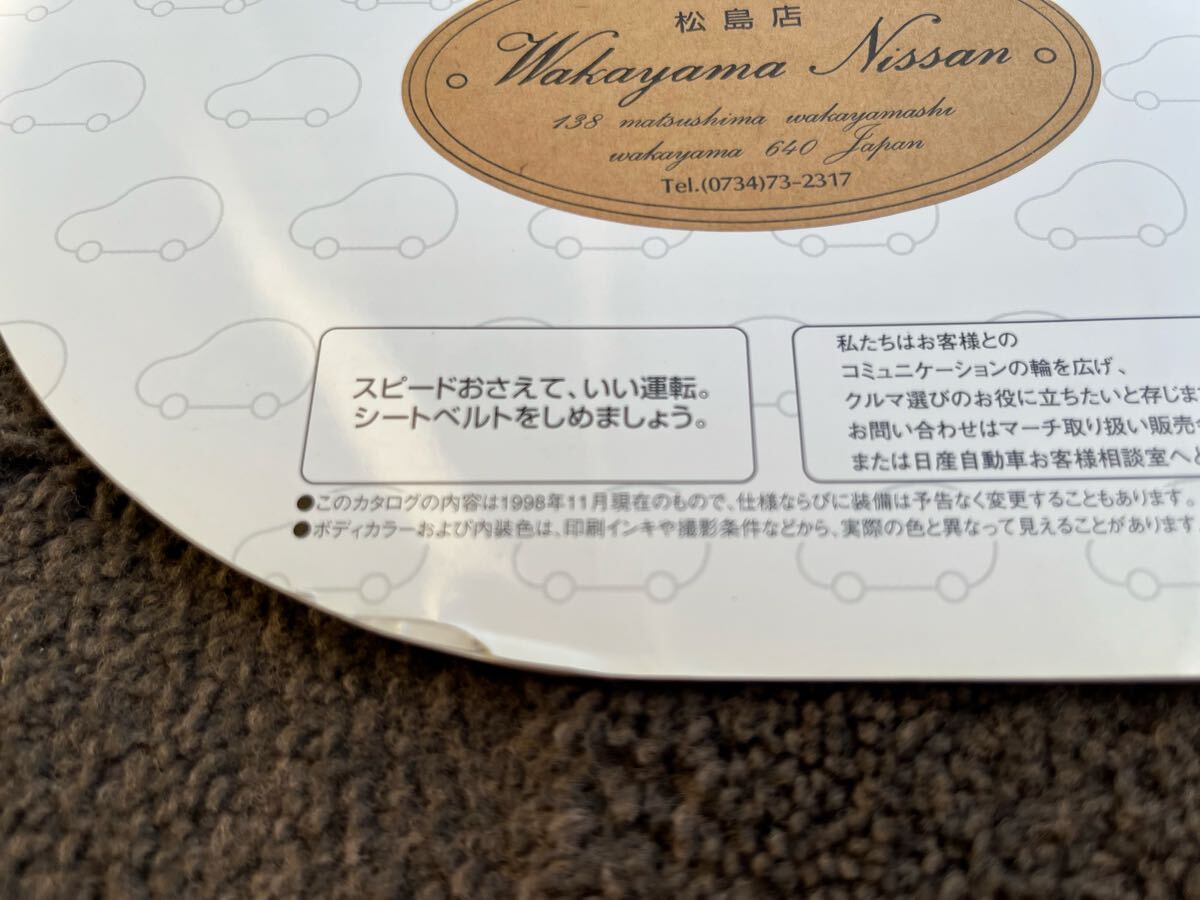 松島店
Wakayama Nissan
138 matsushima wakayamashi
wakayama 640 Japan
Tel.(0734)73-2317
スピードおさえて、いい運転。
シートベルトをしめましょう。
私たちはお客様との
コミュニケーションの輪を広げ、
クルマ選びのお役に立ちたいと存じま
お問い合わせはマーチ取り扱い販売
または日産自動車お客様相談室へ
●このカタログの内容は1998年11月現在のもので、仕様ならびに装備は予告なく変更することもあります。
●ボディカラーおよび内装色は、印刷インキや撮影条件などから、実際の色と異なって見えることがあります